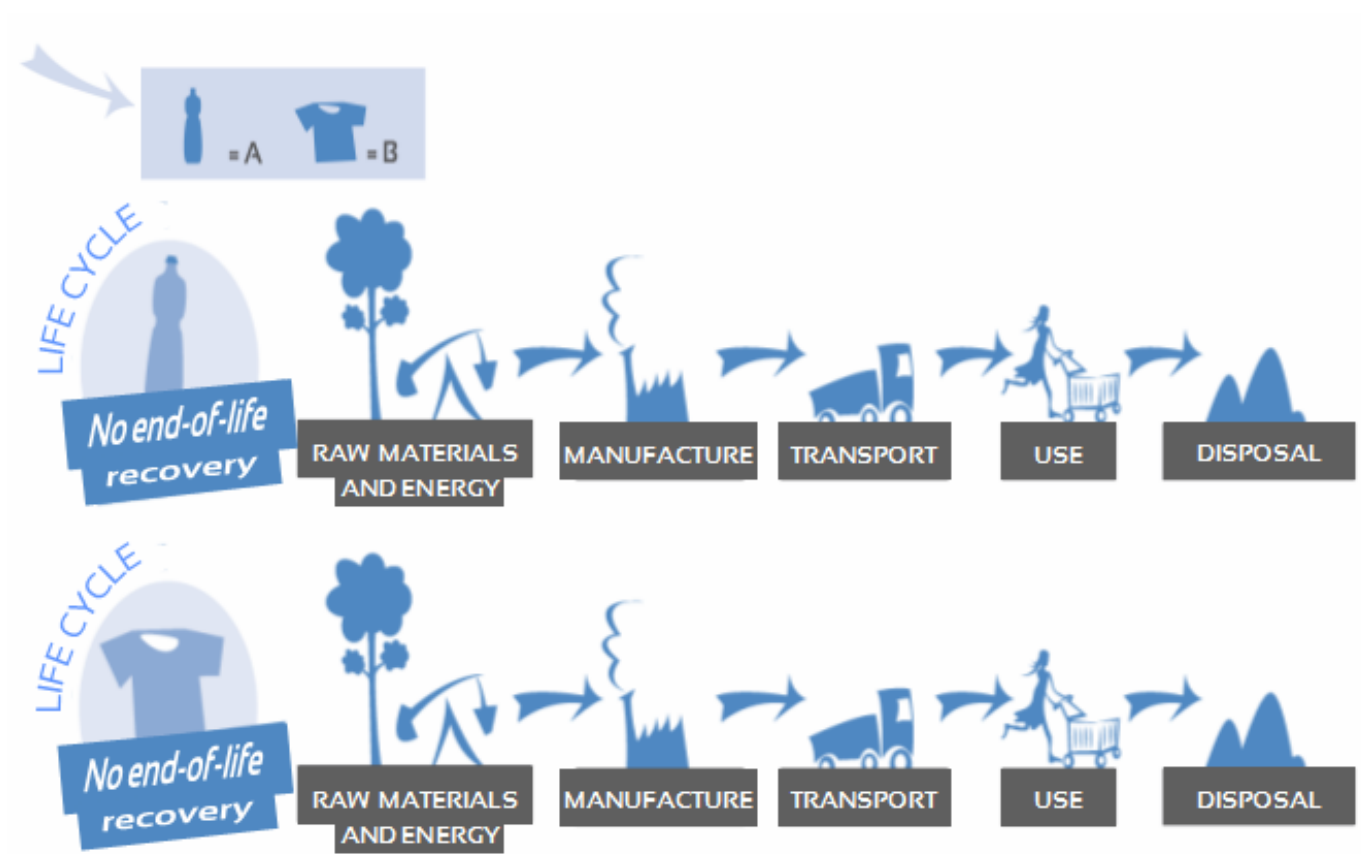 = A = B
LIFE CYCLE
No end-of-life
recovery
RAW MATERIALS
AND ENERGY
MANUFACTURE
TRANSPORT
USE
DISPOSAL
LIFE CYCLE
No end-of-life
recovery
RAW MATERIALS
AND ENERGY
MANUFACTURE
TRANSPORT
USE
DISPOSAL